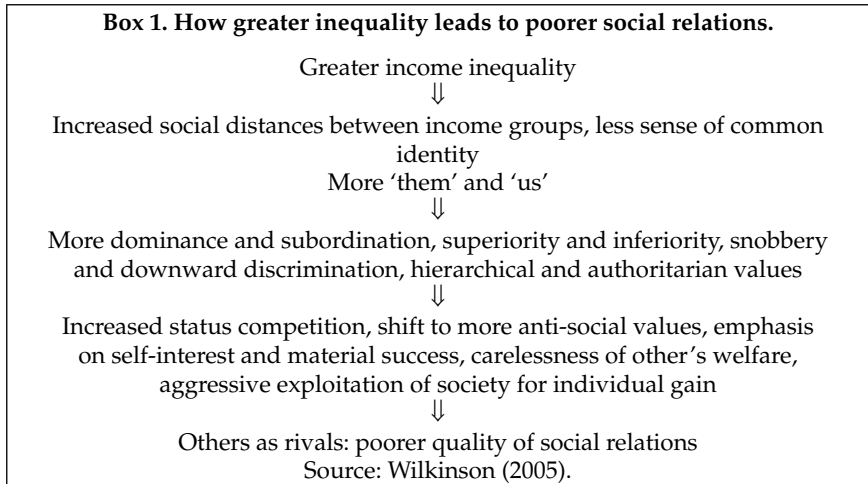 Box 1. How greater inequality leads to poorer social relations.
Greater income inequality
⇓
Increased social distances between income groups, less sense of common
identity
More ‘them’ and ‘us’
⇓
More dominance and subordination, superiority and inferiority, snobbery
and downward discrimination, hierarchical and authoritarian values
⇓
Increased status competition, shift to more anti-social values, emphasis
on self-interest and material success, carelessness of other’s welfare,
aggressive exploitation of society for individual gain
⇓
Others as rivals: poorer quality of social relations
Source: Wilkinson (2005).